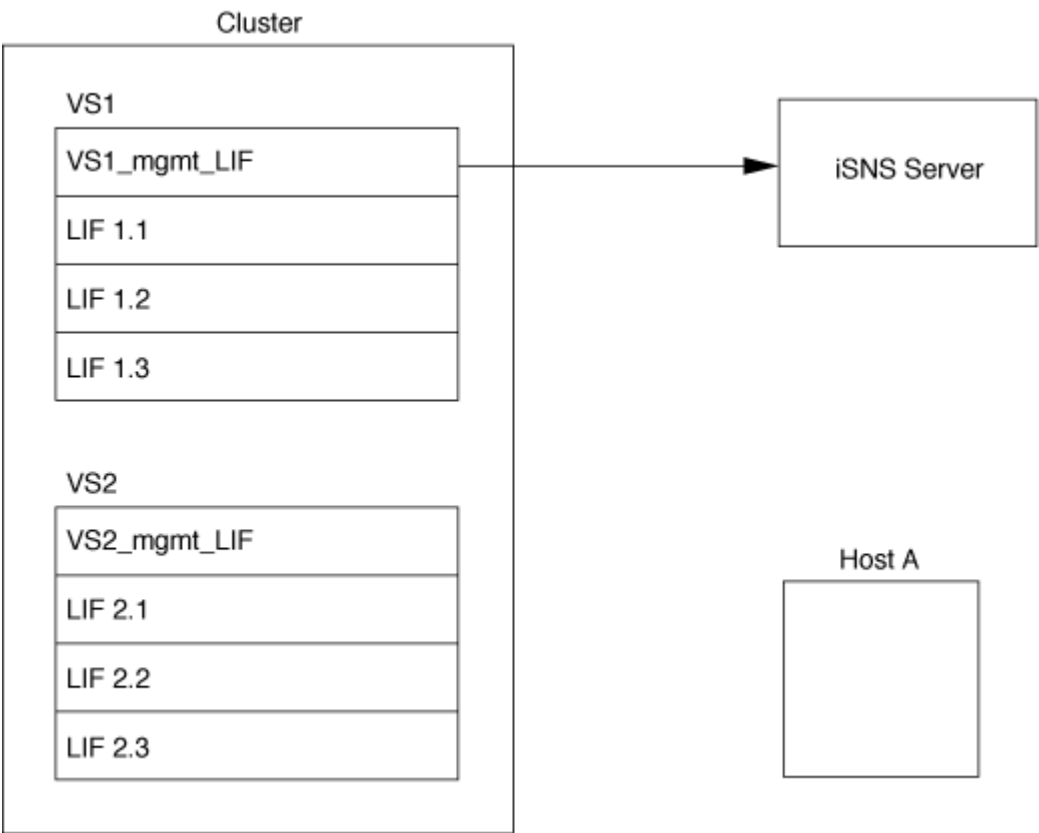 Cluster
VS1
VS1_mgmt_LIF
LIF 1.1
LIF 1.2
LIF 1.3
iSNS Server
VS2
VS2_mgmt_LIF
LIF 2.1
LIF 2.2
LIF 2.3
Host A